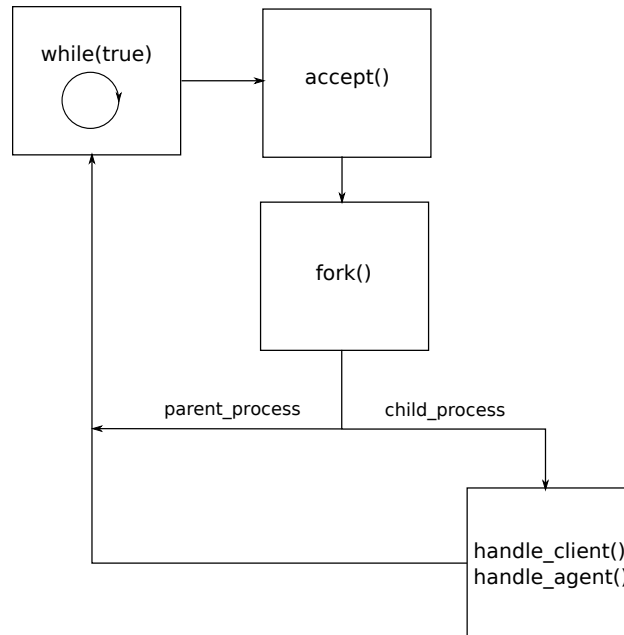 while(true)
accept()
fork()
parent_process
child_process
handle_client()
handle_agent()